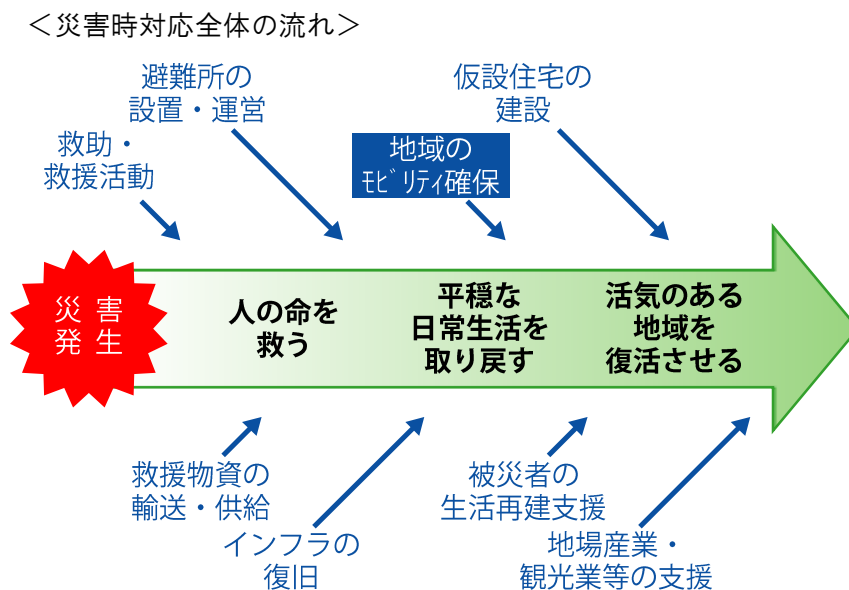 ＜災害時対応全体の流れ＞
避難所の
設置・運営
仮設住宅の
建設
救助・
救援活動
地域の
ﾓﾋﾞﾘﾃｨ確保
災害
発生
人の命を
救う
平穏な
日常生活を
取り戻す
活気のある
地域を
復活させる
救援物資の
輸送・供給
被災者の
生活再建支援
インフラの
復旧
地場産業・
観光業等の支援